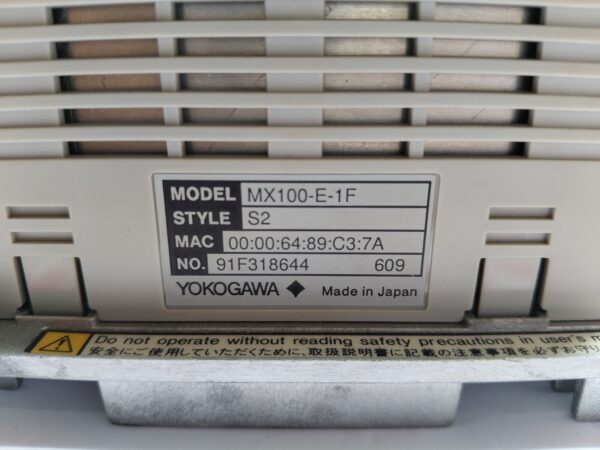 MODEL MX100-E-1F
STYLE S2
MAC 00:00:64:89:C3:7A
NO. 91F318644 609
YOKOGAWA Made in Japan
Do not operate without reading safety precautions in user's
安全にご使用していただくために、取扱説明書に記載の注意事項を必ずお守り